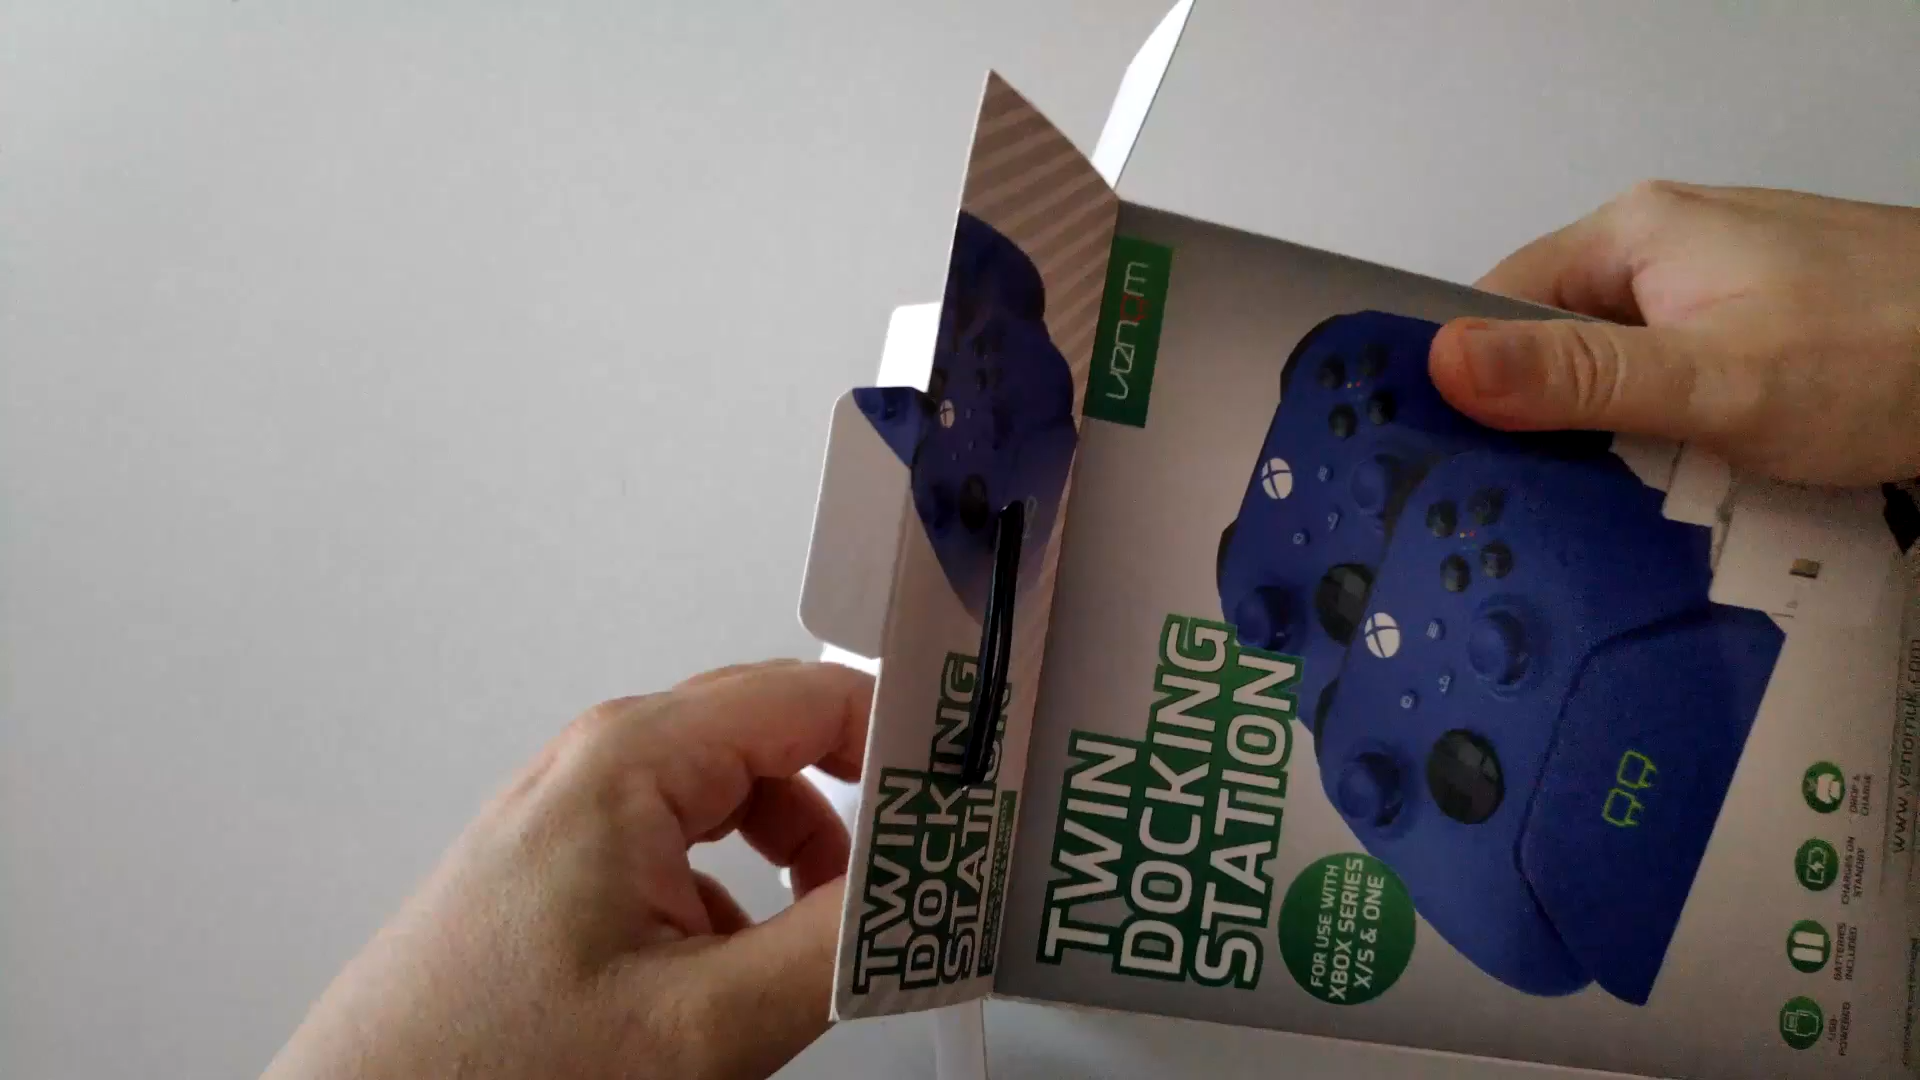 venom
TWIN
DOCKING
STATION
FOR USE WITH
XBOX SERIES
X/S & ONE
TWIN
DOCKING
STATION
USB-
POWERED
BATTERIES
INCLUDED
CHARGES ON
STANDBY
DROP &
CHARGE
www.venomuk.com